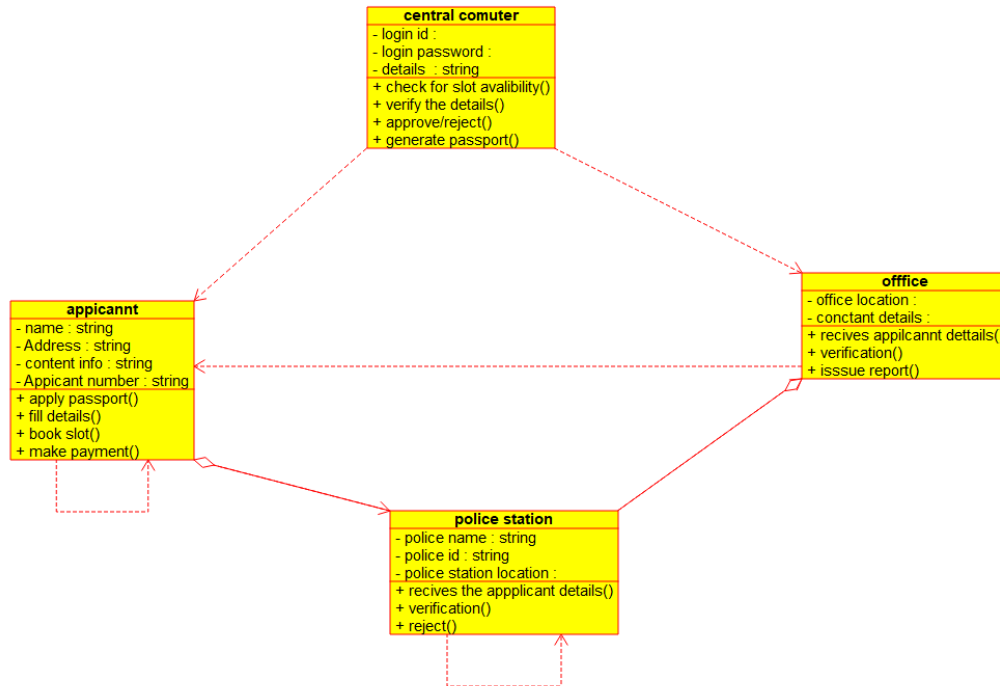 central comuter
- login id :
- login password :
- details : string
+ check for slot avalibility()
+ verify the details()
+ approve/reject()
+ generate passport()
appicannt
- name : string
- Address : string
- content info : string
- Appicant number : string
+ apply passport()
+ fill details()
+ book slot()
+ make payment()
offfice
- office location :
- conctant details :
+ recives appilcannt dettails()
+ verification()
+ isssue report()
police station
- police name : string
- police id : string
- police station location :
+ recives the appplicant details()
+ verification()
+ reject()